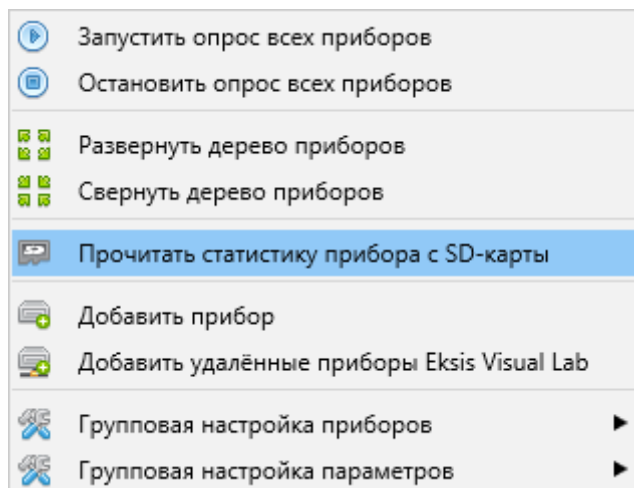 Запустить опрос всех приборов
Остановить опрос всех приборов
Развернуть дерево приборов
Свернуть дерево приборов
Прочитать статистику прибора с SD-карты
Добавить прибор
Добавить удалённые приборы Eksis Visual Lab
Групповая настройка приборов
Групповая настройка параметров